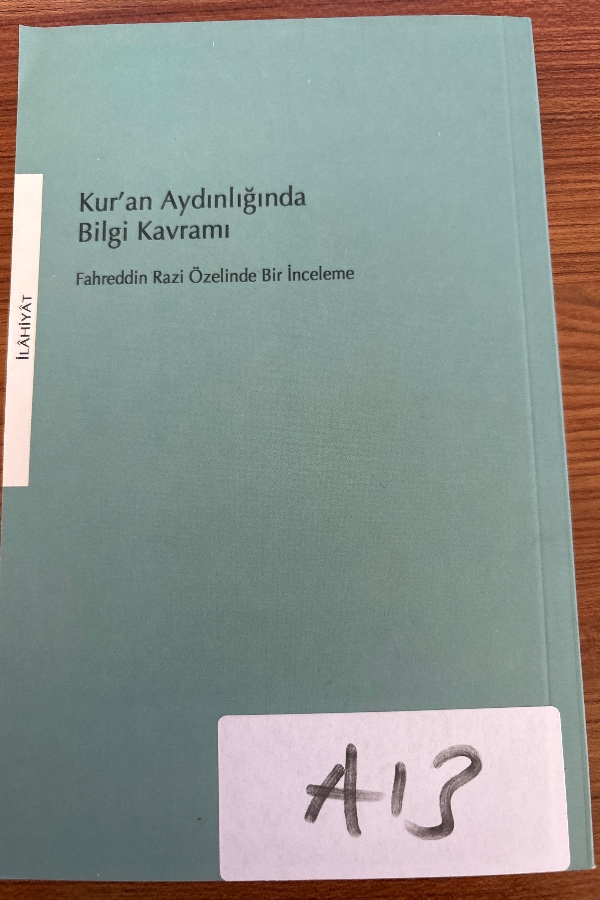 Kur'an Aydınlığında
Bilgi Kavramı
Fahreddin Razi Özelinde Bir İnceleme
İLÂHİYÂT
A13